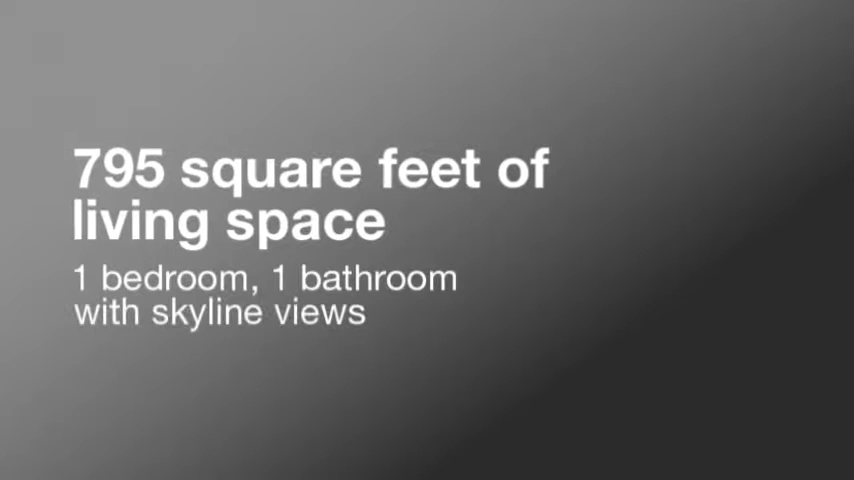 795 square feet of
living space
1 bedroom, 1 bathroom
with skyline views